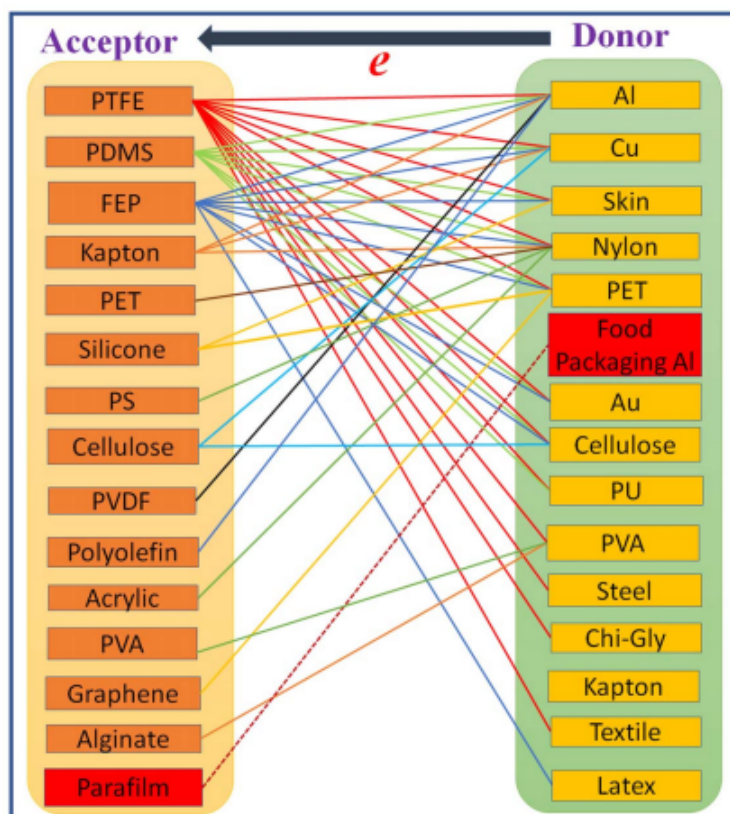 Acceptor
Donor
e
PTFE
PDMS
FEP
Kapton
PET
Silicone
PS
Cellulose
PVDF
Polyolefin
Acrylic
PVA
Graphene
Alginate
Parafilm
Al
Cu
Skin
Nylon
PET
Food
Packaging Al
Au
Cellulose
PU
PVA
Steel
Chi-Gly
Kapton
Textile
Latex